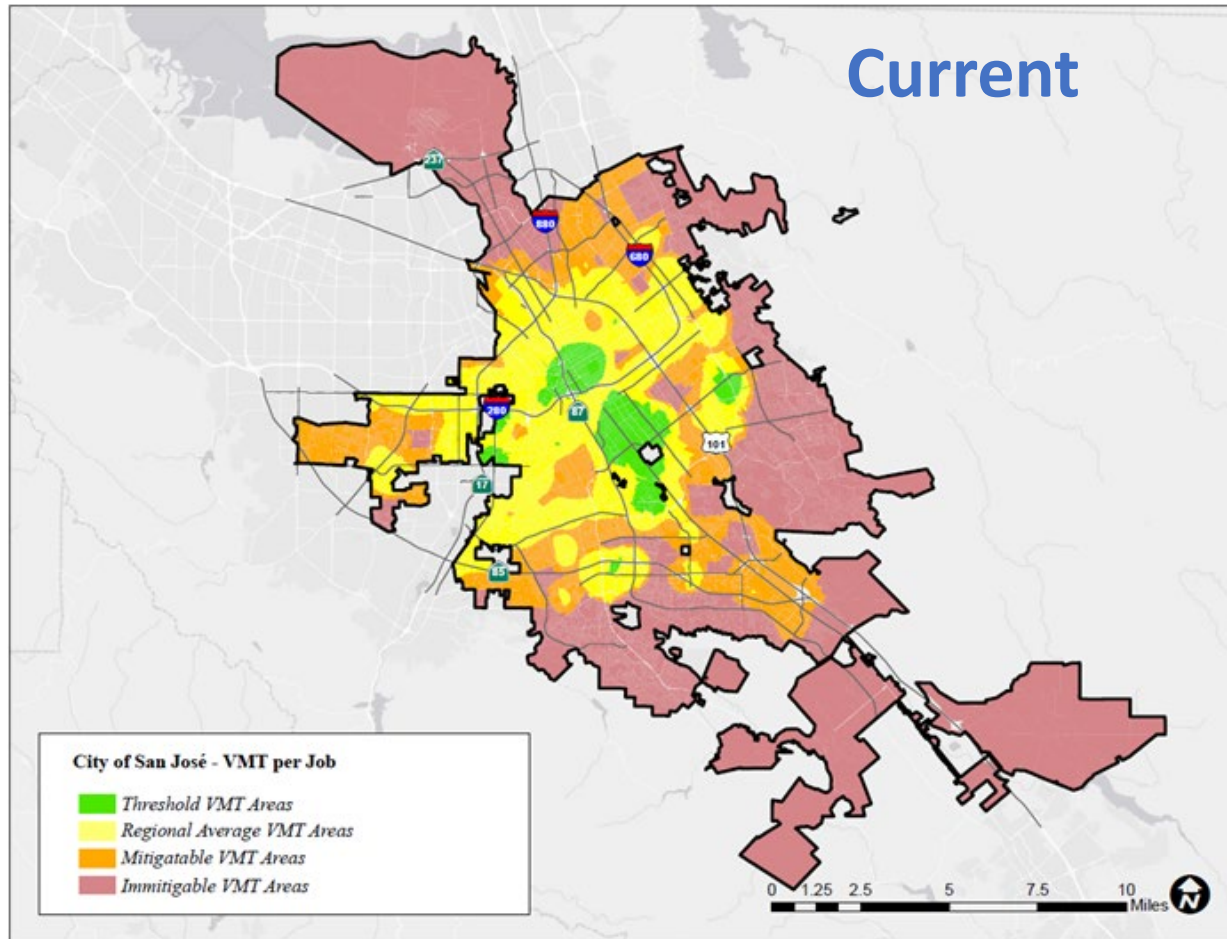 Current
237
880
680
280
87
101
17
85
City of San José - VMT per Job
Threshold VMT Areas
Regional Average VMT Areas
Mitigatable VMT Areas
Immitigable VMT Areas
0 1.25 2.5 5 7.5 10
Miles
N